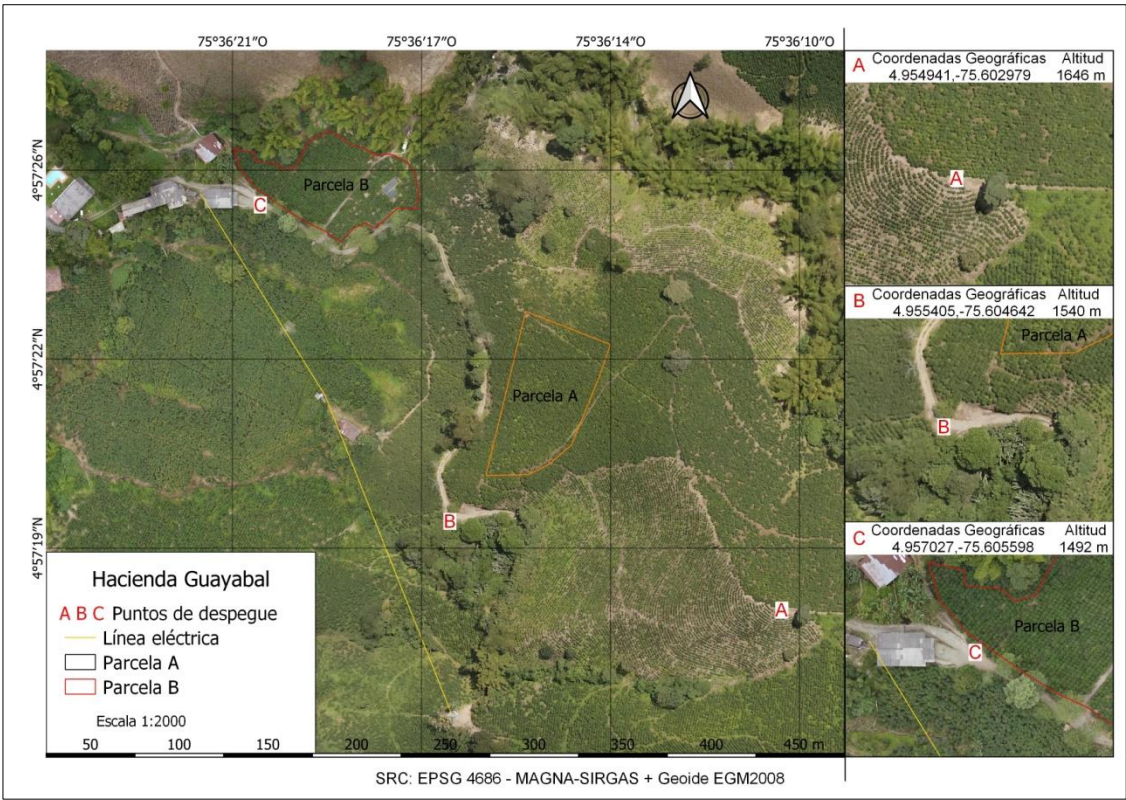 75°36'21"O 75°36'17"O 75°36'14"O 75°36'10"O
4°57'26"N
4°57'22"N
4°57'19"N
Parcela B
C
Parcela A
B
A
Hacienda Guayabal
A B C Puntos de despegue
Línea eléctrica
Parcela A
Parcela B
Escala 1:2000
50 100 150 200 250 300 350 400 450 m
SRC: EPSG 4686 - MAGNA-SIRGAS + Geoide EGM2008
A Coordenadas Geográficas Altitud
4.954941,-75.602979 1646 m
A
B Coordenadas Geográficas Altitud
4.955405,-75.604642 1540 m
Parcela A
B
C Coordenadas Geográficas Altitud
4.957027,-75.605598 1492 m
Parcela B
C